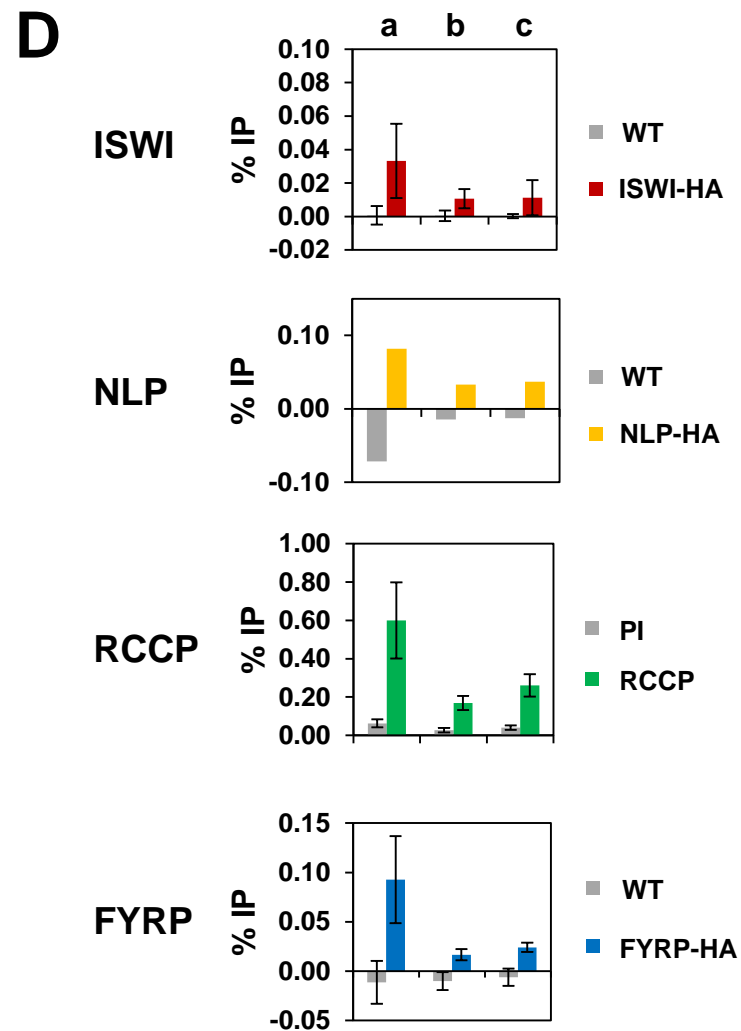 D
a b c
ISWI
% IP
0.10
0.08
0.06
0.04
0.02
0.00
-0.02
WT
ISWI-HA
NLP
% IP
0.10
0.00
-0.10
WT
NLP-HA
RCCP
% IP
1.00
0.80
0.60
0.40
0.20
0.00
PI
RCCP
FYRP
% IP
0.15
0.10
0.05
0.00
-0.05
WT
FYRP-HA